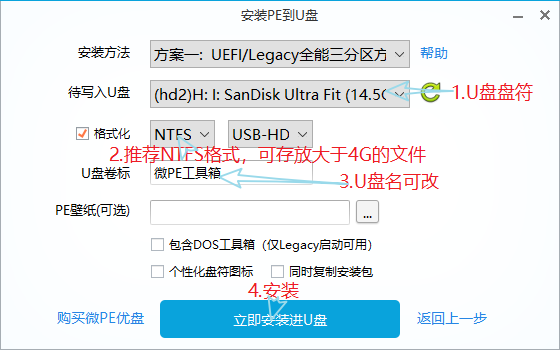 安装PE到U盘
安装方法 方案一：UEFI/Legacy全能三分区方 帮助
待写入U盘 (hd2)H: I: SanDisk Ultra Fit (14.5G 1.U盘盘符
格式化 NTFS USB-HD
2.推荐NTFS格式，可存放大于4G的文件
U盘卷标 微PE工具箱 3.U盘名可改
PE壁纸(可选) ...
包含DOS工具箱（仅Legacy启动可用）
个性化盘符图标 同时复制安装包
4.安装
购买微PE优盘 立即安装进U盘 返回上一步